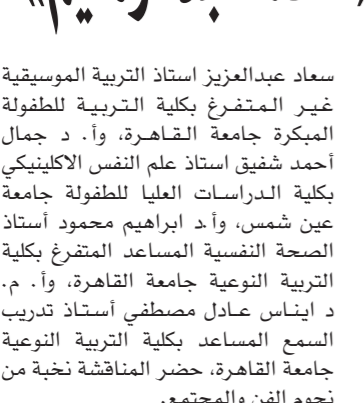 سعاد عبدالعزيز استاذ التربية الموسيقية
غير المتفرغ بكلية التربية للطفولة
المبكرة جامعة القاهرة، وأ. د جمال
أحمد شفيق استاذ علم النفس الاكلينيكي
بكلية الدراسات العليا للطفولة جامعة
عين شمس، وأ.د ابراهيم محمود أستاذ
الصحة النفسية المساعد المتفرغ بكلية
التربية النوعية جامعة القاهرة، وأ. م.
د ايناس عادل مصطفي أستاذ تدريب
السمع المساعد بكلية التربية النوعية
جامعة القاهرة، حضر المناقشة نخبة من
نجوم الفن والمجتمع.